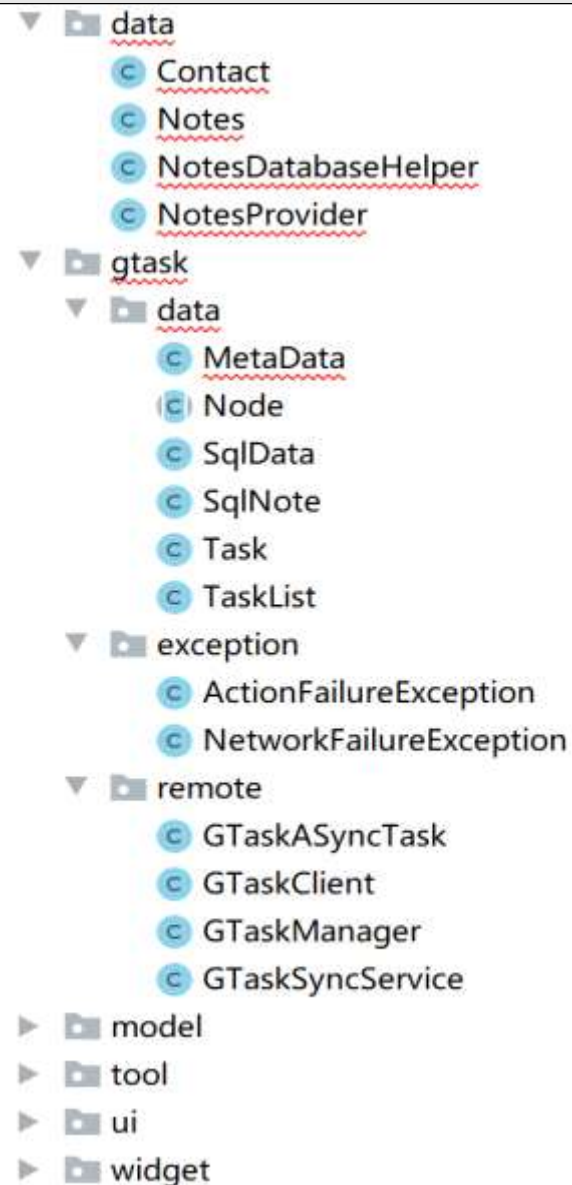 data
Contact
Notes
NotesDatabaseHelper
NotesProvider
gtask
data
MetaData
Node
SqlData
SqlNote
Task
TaskList
exception
ActionFailureException
NetworkFailureException
remote
GTaskASyncTask
GTaskClient
GTaskManager
GTaskSyncService
model
tool
ui
widget